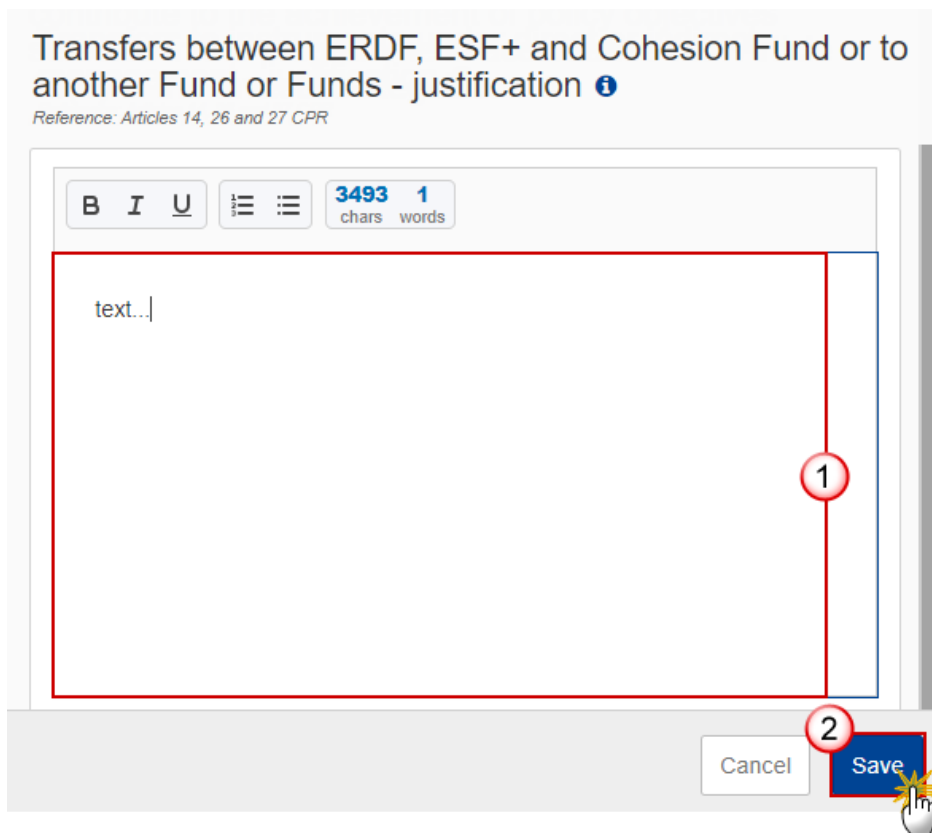 Transfers between ERDF, ESF+ and Cohesion Fund or to
another Fund or Funds - justification
Reference: Articles 14, 26 and 27 CPR
B I U 3493 chars 1 words
text...
1
2
Cancel Save